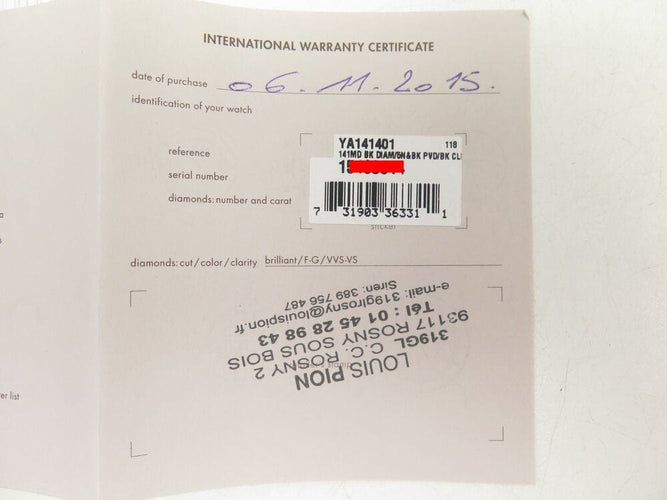 INTERNATIONAL WARRANTY CERTIFICATE
date of purchase 06.11.2015.
identification of your watch
reference
serial number
diamonds: number and carat
YA141401 118
141MD BK DIAM/5N&BK PVD/BK CL
7 31903 36331 1
sticker
diamonds: cut/color/clarity brilliant/F-G/VVS-VS
LOUIS PION
319GL C.C. ROSNY 2
93117 ROSNY SOUS BOIS
Tél : 01 45 28 98 43
e-mail: 319glrosny@louispion.fr
Siren: 389 756 487
er list